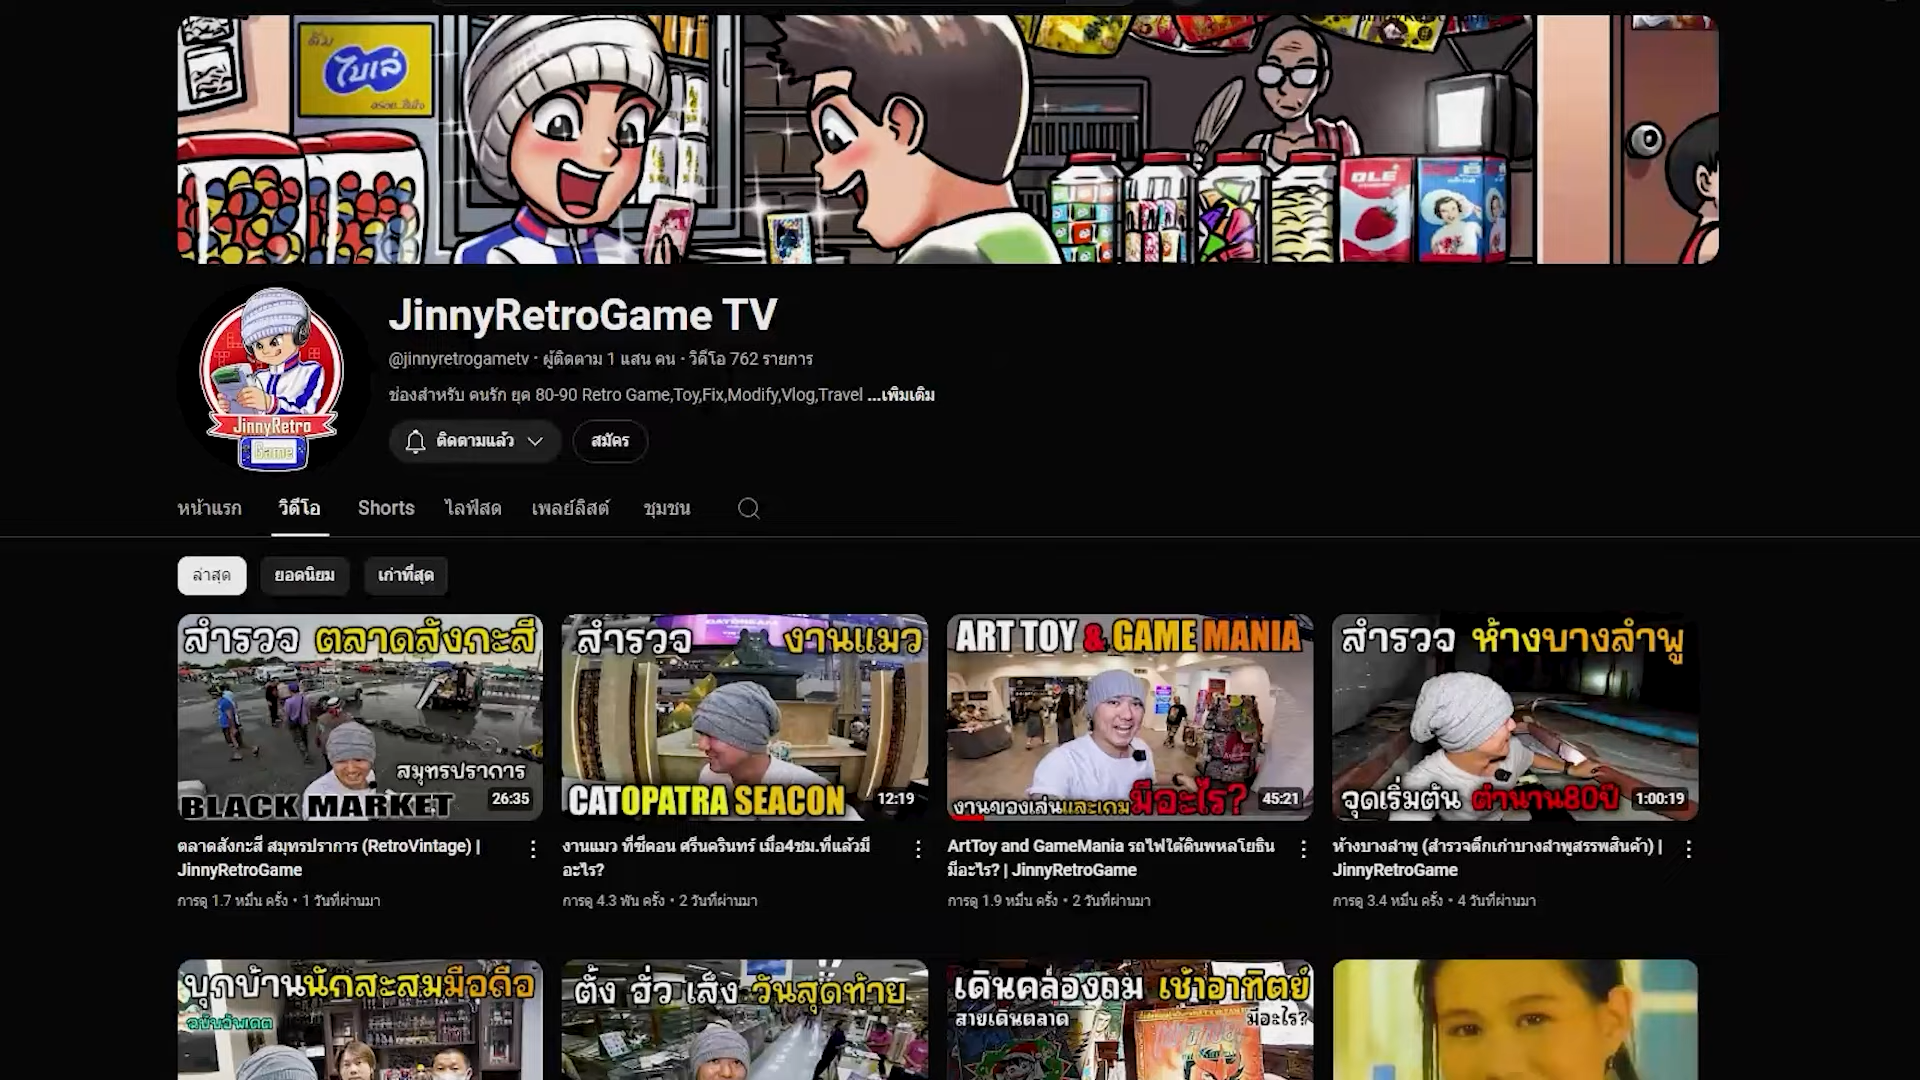 ดื่ม
ไบเล่
อร่อย...ชื่นใจ
OLE
JinnyRetro
Game
JinnyRetroGame TV
@jinnyretrogametv · ผู้ติดตาม 1 แสน คน · วิดีโอ 762 รายการ
ช่องสำหรับ คนรัก ยุค 80-90 Retro Game,Toy,Fix,Modify,Vlog,Travel ...เพิ่มเติม
ติดตามแล้ว
สมัคร
หน้าแรก
วิดีโอ
Shorts
ไลฟ์สด
เพลย์ลิสต์
ชุมชน
ล่าสุด
ยอดนิยม
เก่าที่สุด
สำรวจ ตลาดสังกะสี
สมุทรปราการ
BLACK MARKET
26:35
ตลาดสังกะสี สมุทรปราการ (RetroVintage) |
JinnyRetroGame
การดู 1.7 หมื่น ครั้ง · 1 วันที่ผ่านมา
สำรวจ งานแมว
CATOPATRA SEACON
12:19
งานแมว ที่ซีคอน ศรีนครินทร์ เมื่อ4ชม.ที่แล้วมี
อะไร?
การดู 4.3 พัน ครั้ง · 2 วันที่ผ่านมา
ART TOY & GAME MANIA
งานของเล่นและเกมมีอะไร?
45:21
ArtToy and GameMania รถไฟใต้ดินพหลโยธิน
มีอะไร? | JinnyRetroGame
การดู 1.9 หมื่น ครั้ง · 2 วันที่ผ่านมา
สำรวจ ห้างบางลำพู
จุดเริ่มต้น ตำนาน80ปี
1:00:19
ห้างบางลำพู (สำรวจตึกเก่าบางลำพูสรรพสินค้า) |
JinnyRetroGame
การดู 3.4 หมื่น ครั้ง · 4 วันที่ผ่านมา
บุกบ้านนักสะสมมือถือ
ฉบับอัพเดต
ตั้ง ฮั่ว เส็ง วันสุดท้าย
เดินคลองถม เช้าอาทิตย์
สายเดินตลาด
มีอะไร?